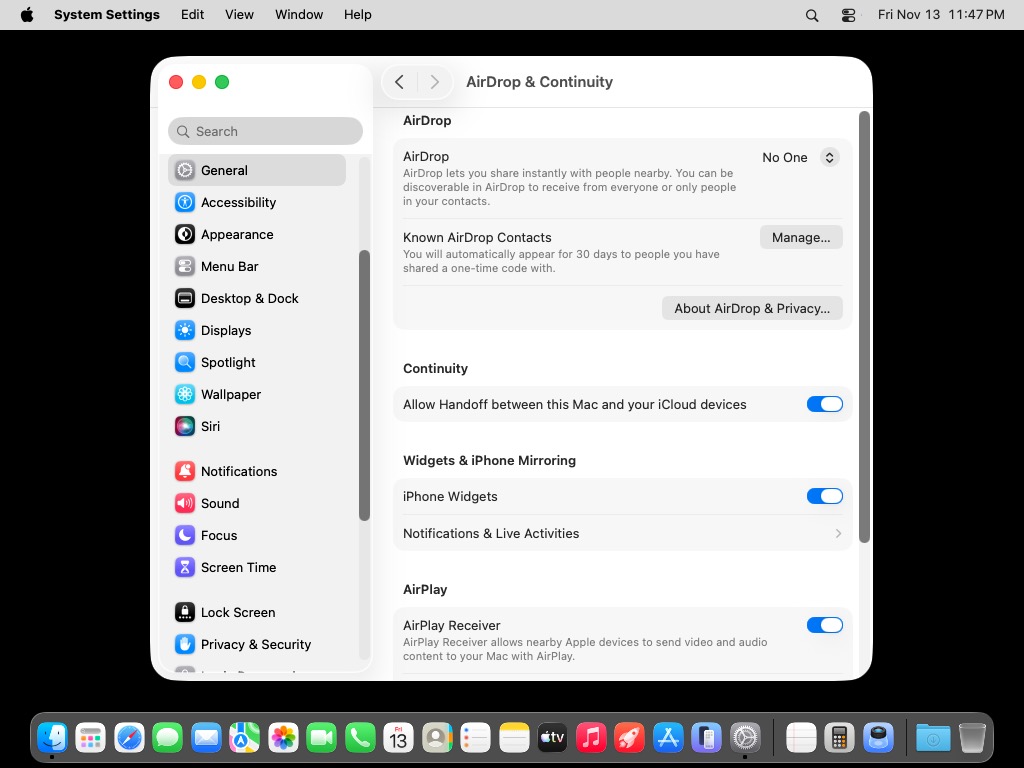 System Settings Edit View Window Help Fri Nov 13 11:47 PM
AirDrop & Continuity
Search
General
Accessibility
Appearance
Menu Bar
Desktop & Dock
Displays
Spotlight
Wallpaper
Siri
Notifications
Sound
Focus
Screen Time
Lock Screen
Privacy & Security
AirDrop
AirDrop No One
AirDrop lets you share instantly with people nearby. You can be
discoverable in AirDrop to receive from everyone or only people
in your contacts.
Known AirDrop Contacts Manage...
You will automatically appear for 30 days to people you have
shared a one-time code with.
About AirDrop & Privacy...
Continuity
Allow Handoff between this Mac and your iCloud devices
Widgets & iPhone Mirroring
iPhone Widgets
Notifications & Live Activities
AirPlay
AirPlay Receiver
AirPlay Receiver allows nearby Apple devices to send video and audio
content to your Mac with AirPlay.
Fri
13
tv